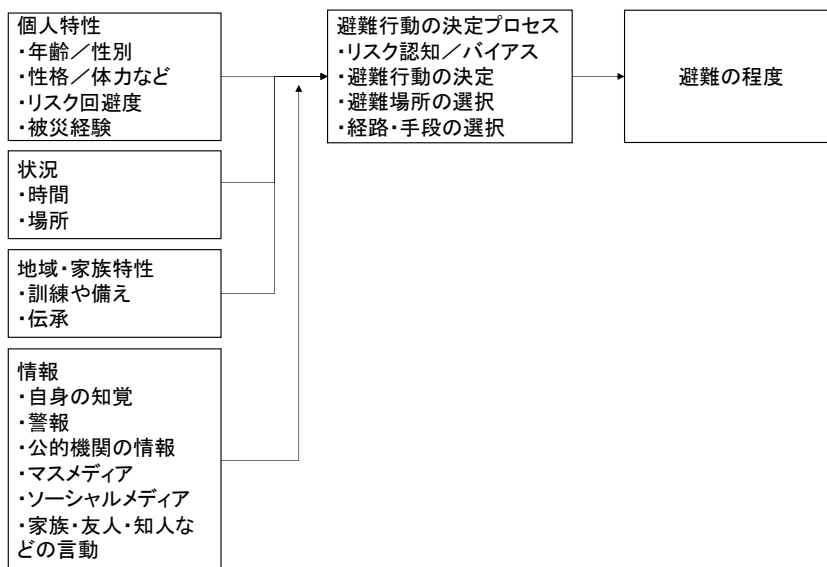 個人特性
・年齢／性別
・性格／体力など
・リスク回避度
・被災経験
状況
・時間
・場所
地域・家族特性
・訓練や備え
・伝承
情報
・自身の知覚
・警報
・公的機関の情報
・マスメディア
・ソーシャルメディア
・家族・友人・知人な
どの言動
避難行動の決定プロセス
・リスク認知／バイアス
・避難行動の決定
・避難場所の選択
・経路・手段の選択
避難の程度